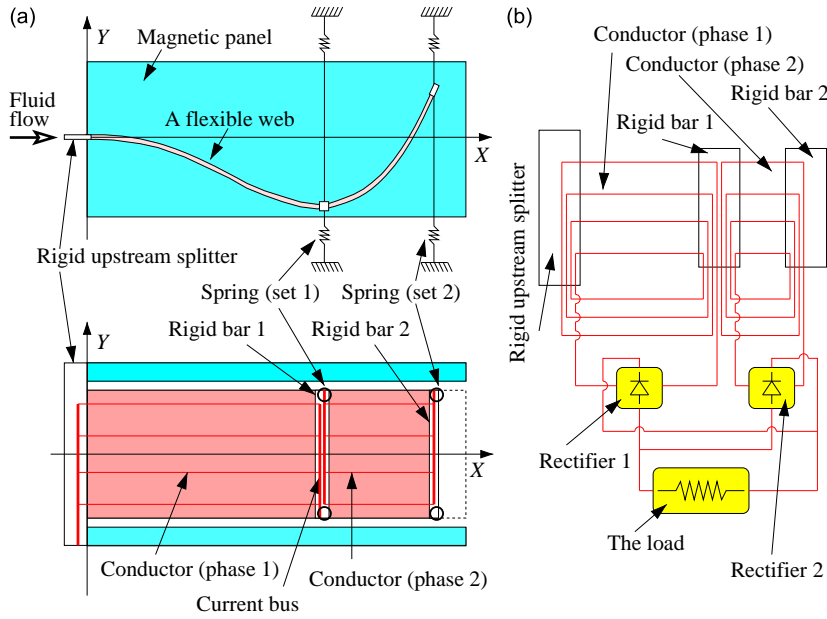 (a)
Y
Magnetic panel
Fluid
flow
A flexible web
X
Rigid upstream splitter
Spring (set 1)
Spring (set 2)
Rigid bar 1
Rigid bar 2
Y
X
Conductor (phase 1)
Conductor (phase 2)
Current bus
(b)
Conductor (phase 1)
Conductor (phase 2)
Rigid bar 2
Rigid bar 1
Rigid upstream splitter
Rectifier 1
The load
Rectifier 2